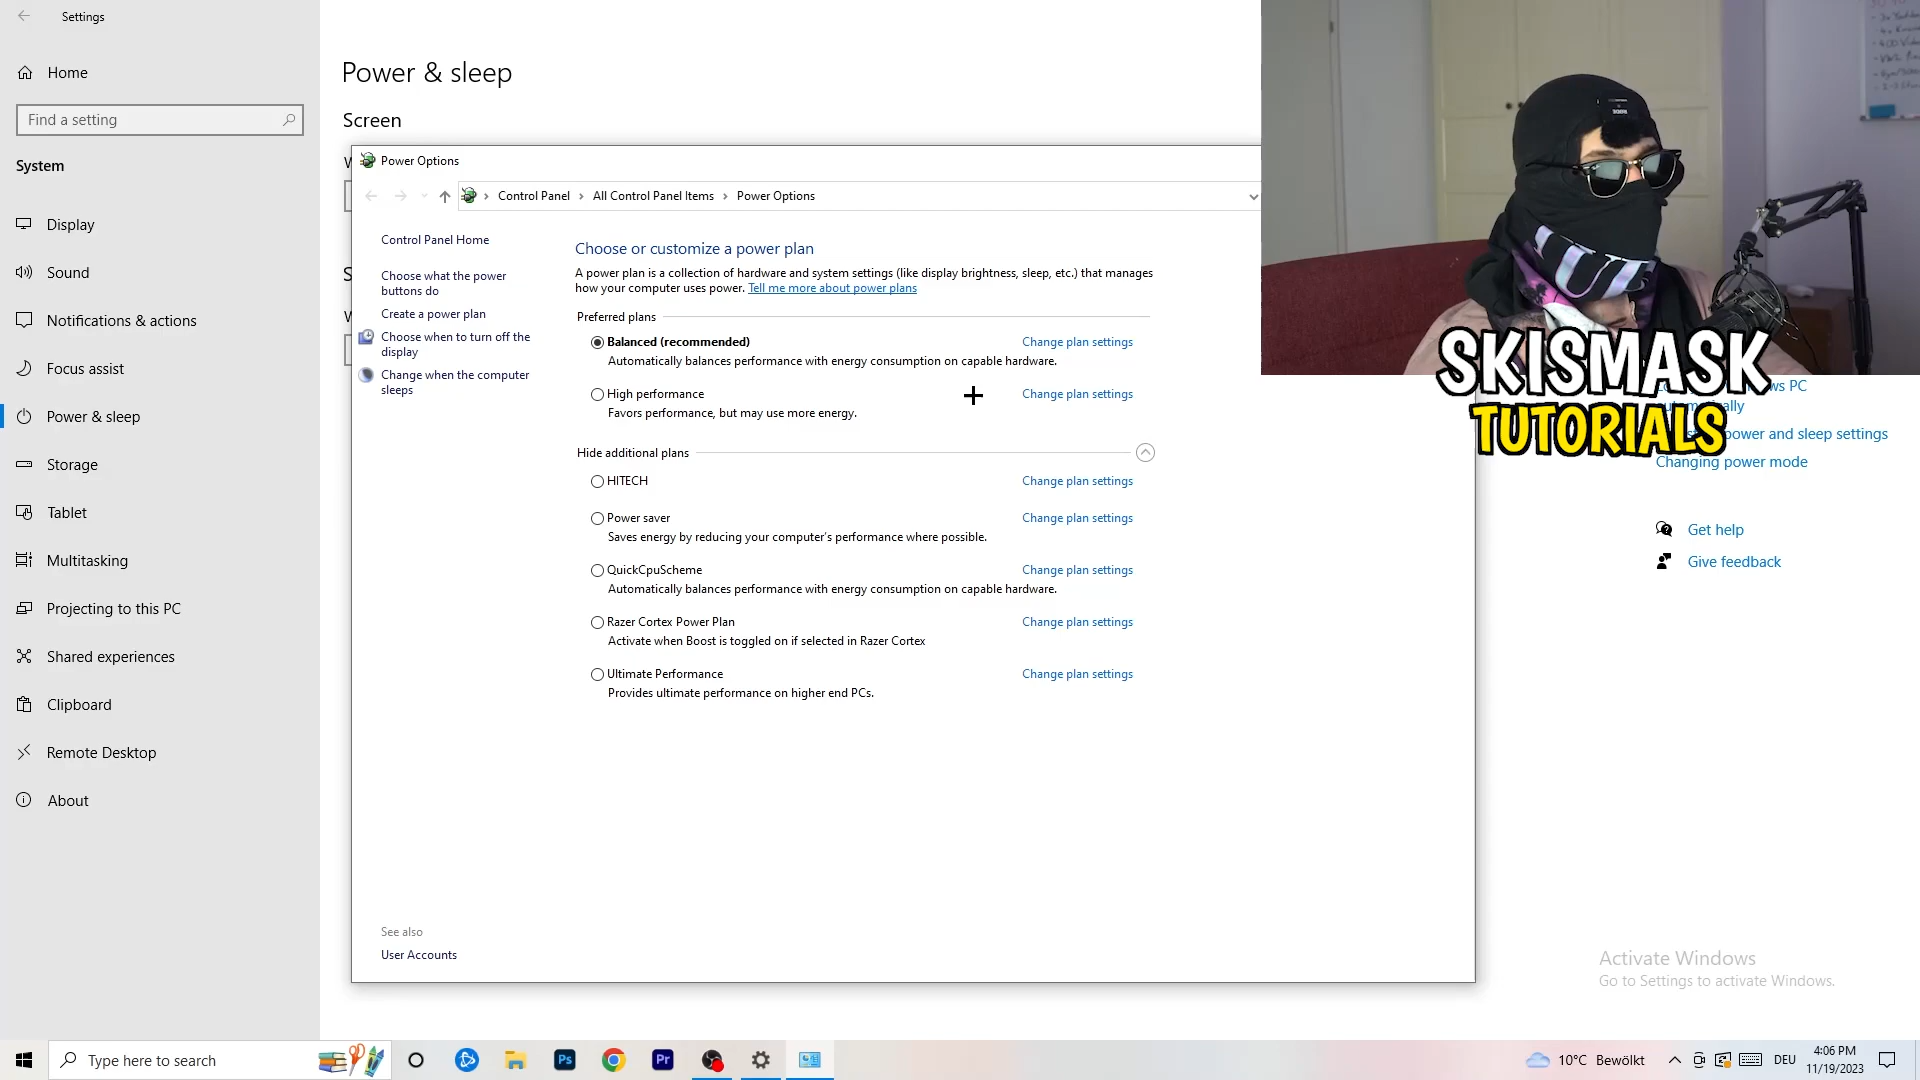 Settings
Home
Find a setting
System
Display
Sound
Notifications & actions
Focus assist
Power & sleep
Storage
Tablet
Multitasking
Projecting to this PC
Shared experiences
Clipboard
Remote Desktop
About
Power & sleep
Screen
Power Options
Control Panel
All Control Panel Items
Power Options
Control Panel Home
Choose what the power
buttons do
Create a power plan
Choose when to turn off the
display
Change when the computer
sleeps
See also
User Accounts
Choose or customize a power plan
A power plan is a collection of hardware and system settings (like display brightness, sleep, etc.) that manages
how your computer uses power. Tell me more about power plans
Preferred plans
Balanced (recommended) Change plan settings
Automatically balances performance with energy consumption on capable hardware.
High performance Change plan settings
Favors performance, but may use more energy.
Hide additional plans
HITECH Change plan settings
Power saver Change plan settings
Saves energy by reducing your computer's performance where possible.
QuickCpuScheme Change plan settings
Automatically balances performance with energy consumption on capable hardware.
Razer Cortex Power Plan Change plan settings
Activate when Boost is toggled on if selected in Razer Cortex
Ultimate Performance Change plan settings
Provides ultimate performance on higher end PCs.
SKISMASK
TUTORIALS
PC
power and sleep settings
Changing power mode
Get help
Give feedback
Activate Windows
Go to Settings to activate Windows.
Type here to search
Ps
Pr
10°C Bewölkt
DEU
4:06 PM
11/19/2023